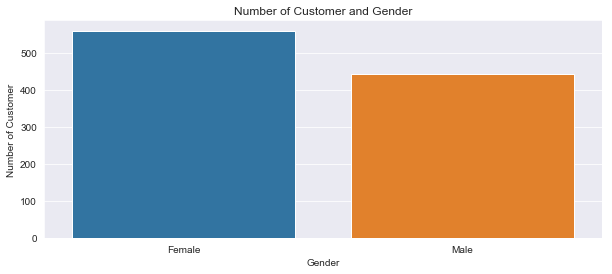 Number of Customer and Gender
Number of Customer
500
400
300
200
100
0
Female
Male
Gender